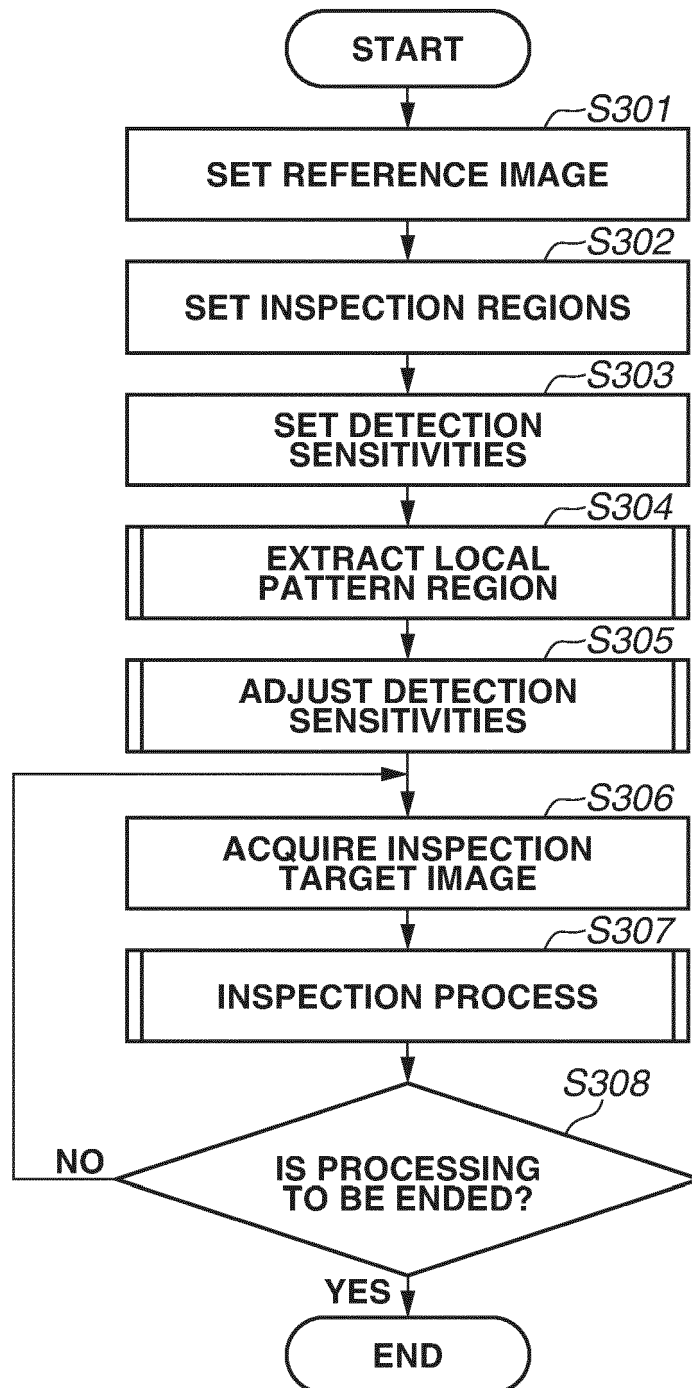 START
S301
SET REFERENCE IMAGE
S302
SET INSPECTION REGIONS
S303
SET DETECTION
SENSITIVITIES
S304
EXTRACT LOCAL
PATTERN REGION
S305
ADJUST DETECTION
SENSITIVITIES
S306
ACQUIRE INSPECTION
TARGET IMAGE
S307
INSPECTION PROCESS
S308
NO
IS PROCESSING
TO BE ENDED?
YES
END